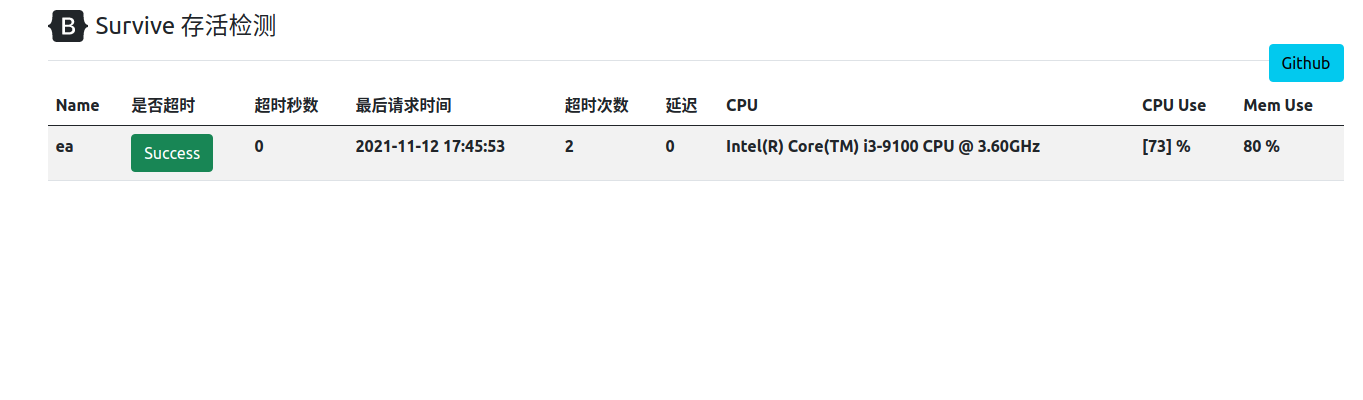 B Survive 存活检测
Github
Name 是否超时 超时秒数 最后请求时间 超时次数 延迟 CPU CPU Use Mem Use
ea Success 0 2021-11-12 17:45:53 2 0 Intel(R) Core(TM) i3-9100 CPU @ 3.60GHz [73] % 80 %